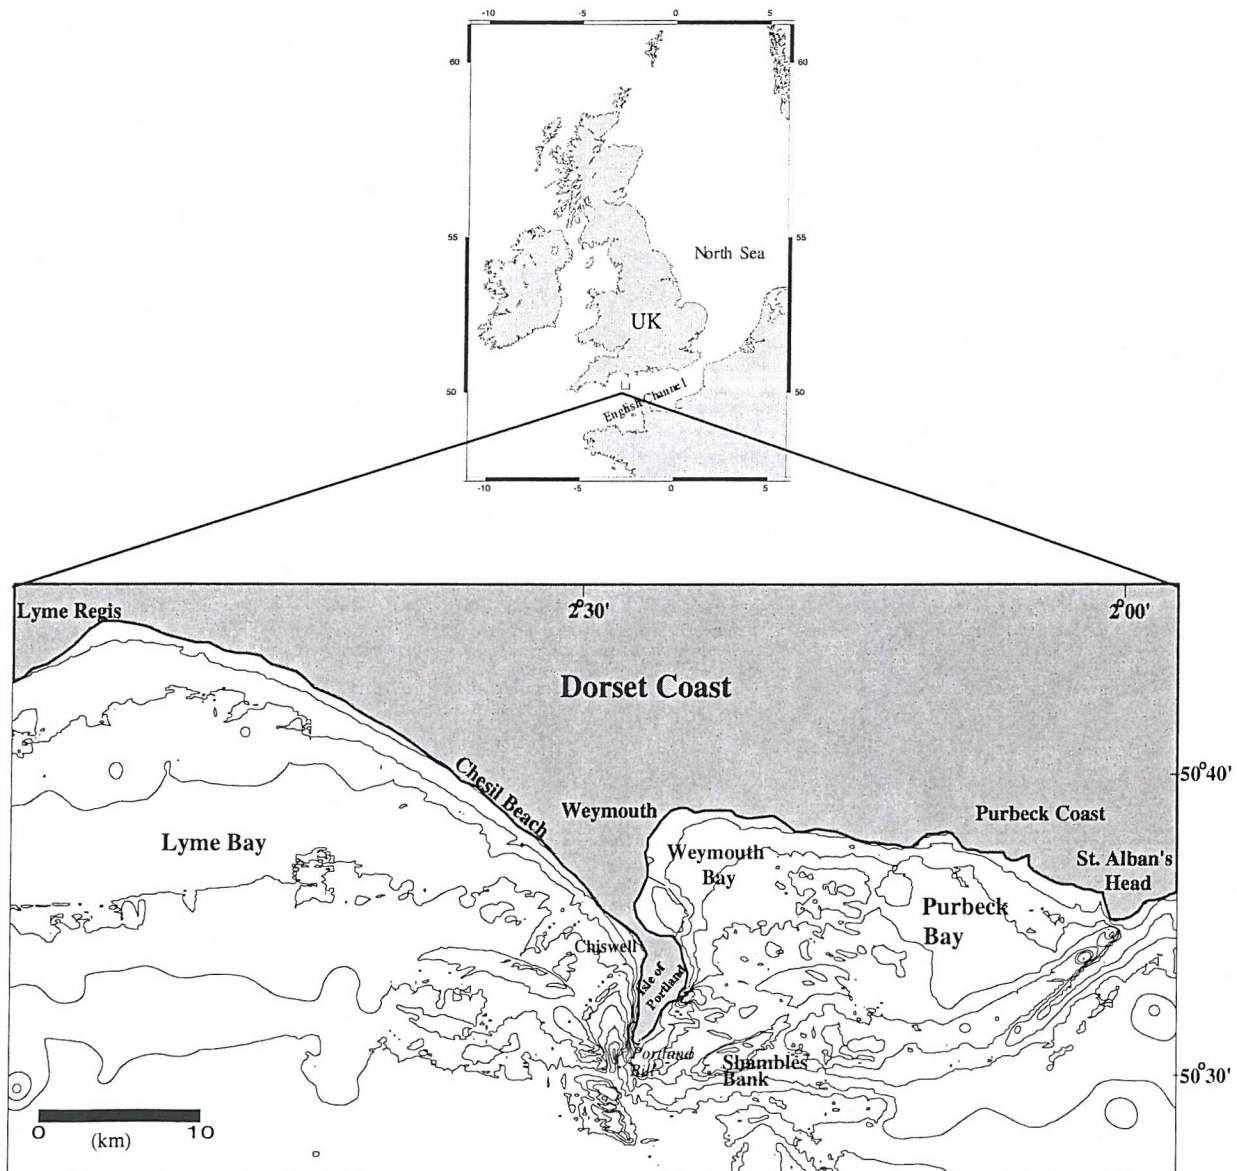 -10
-5
0
5
60
60
55
55
North Sea
UK
50
50
English Channel
-10
-5
0
5
Lyme Regis
2°30'
2°00'
Dorset Coast
50°40'
Chesil Beach
Weymouth
Purbeck Coast
Lyme Bay
Weymouth
Bay
St. Alban's
Head
Purbeck
Bay
Chiswell
Isle of
Portland
Portland
Bill
Shambles
Bank
50°30'
0
10
(km)